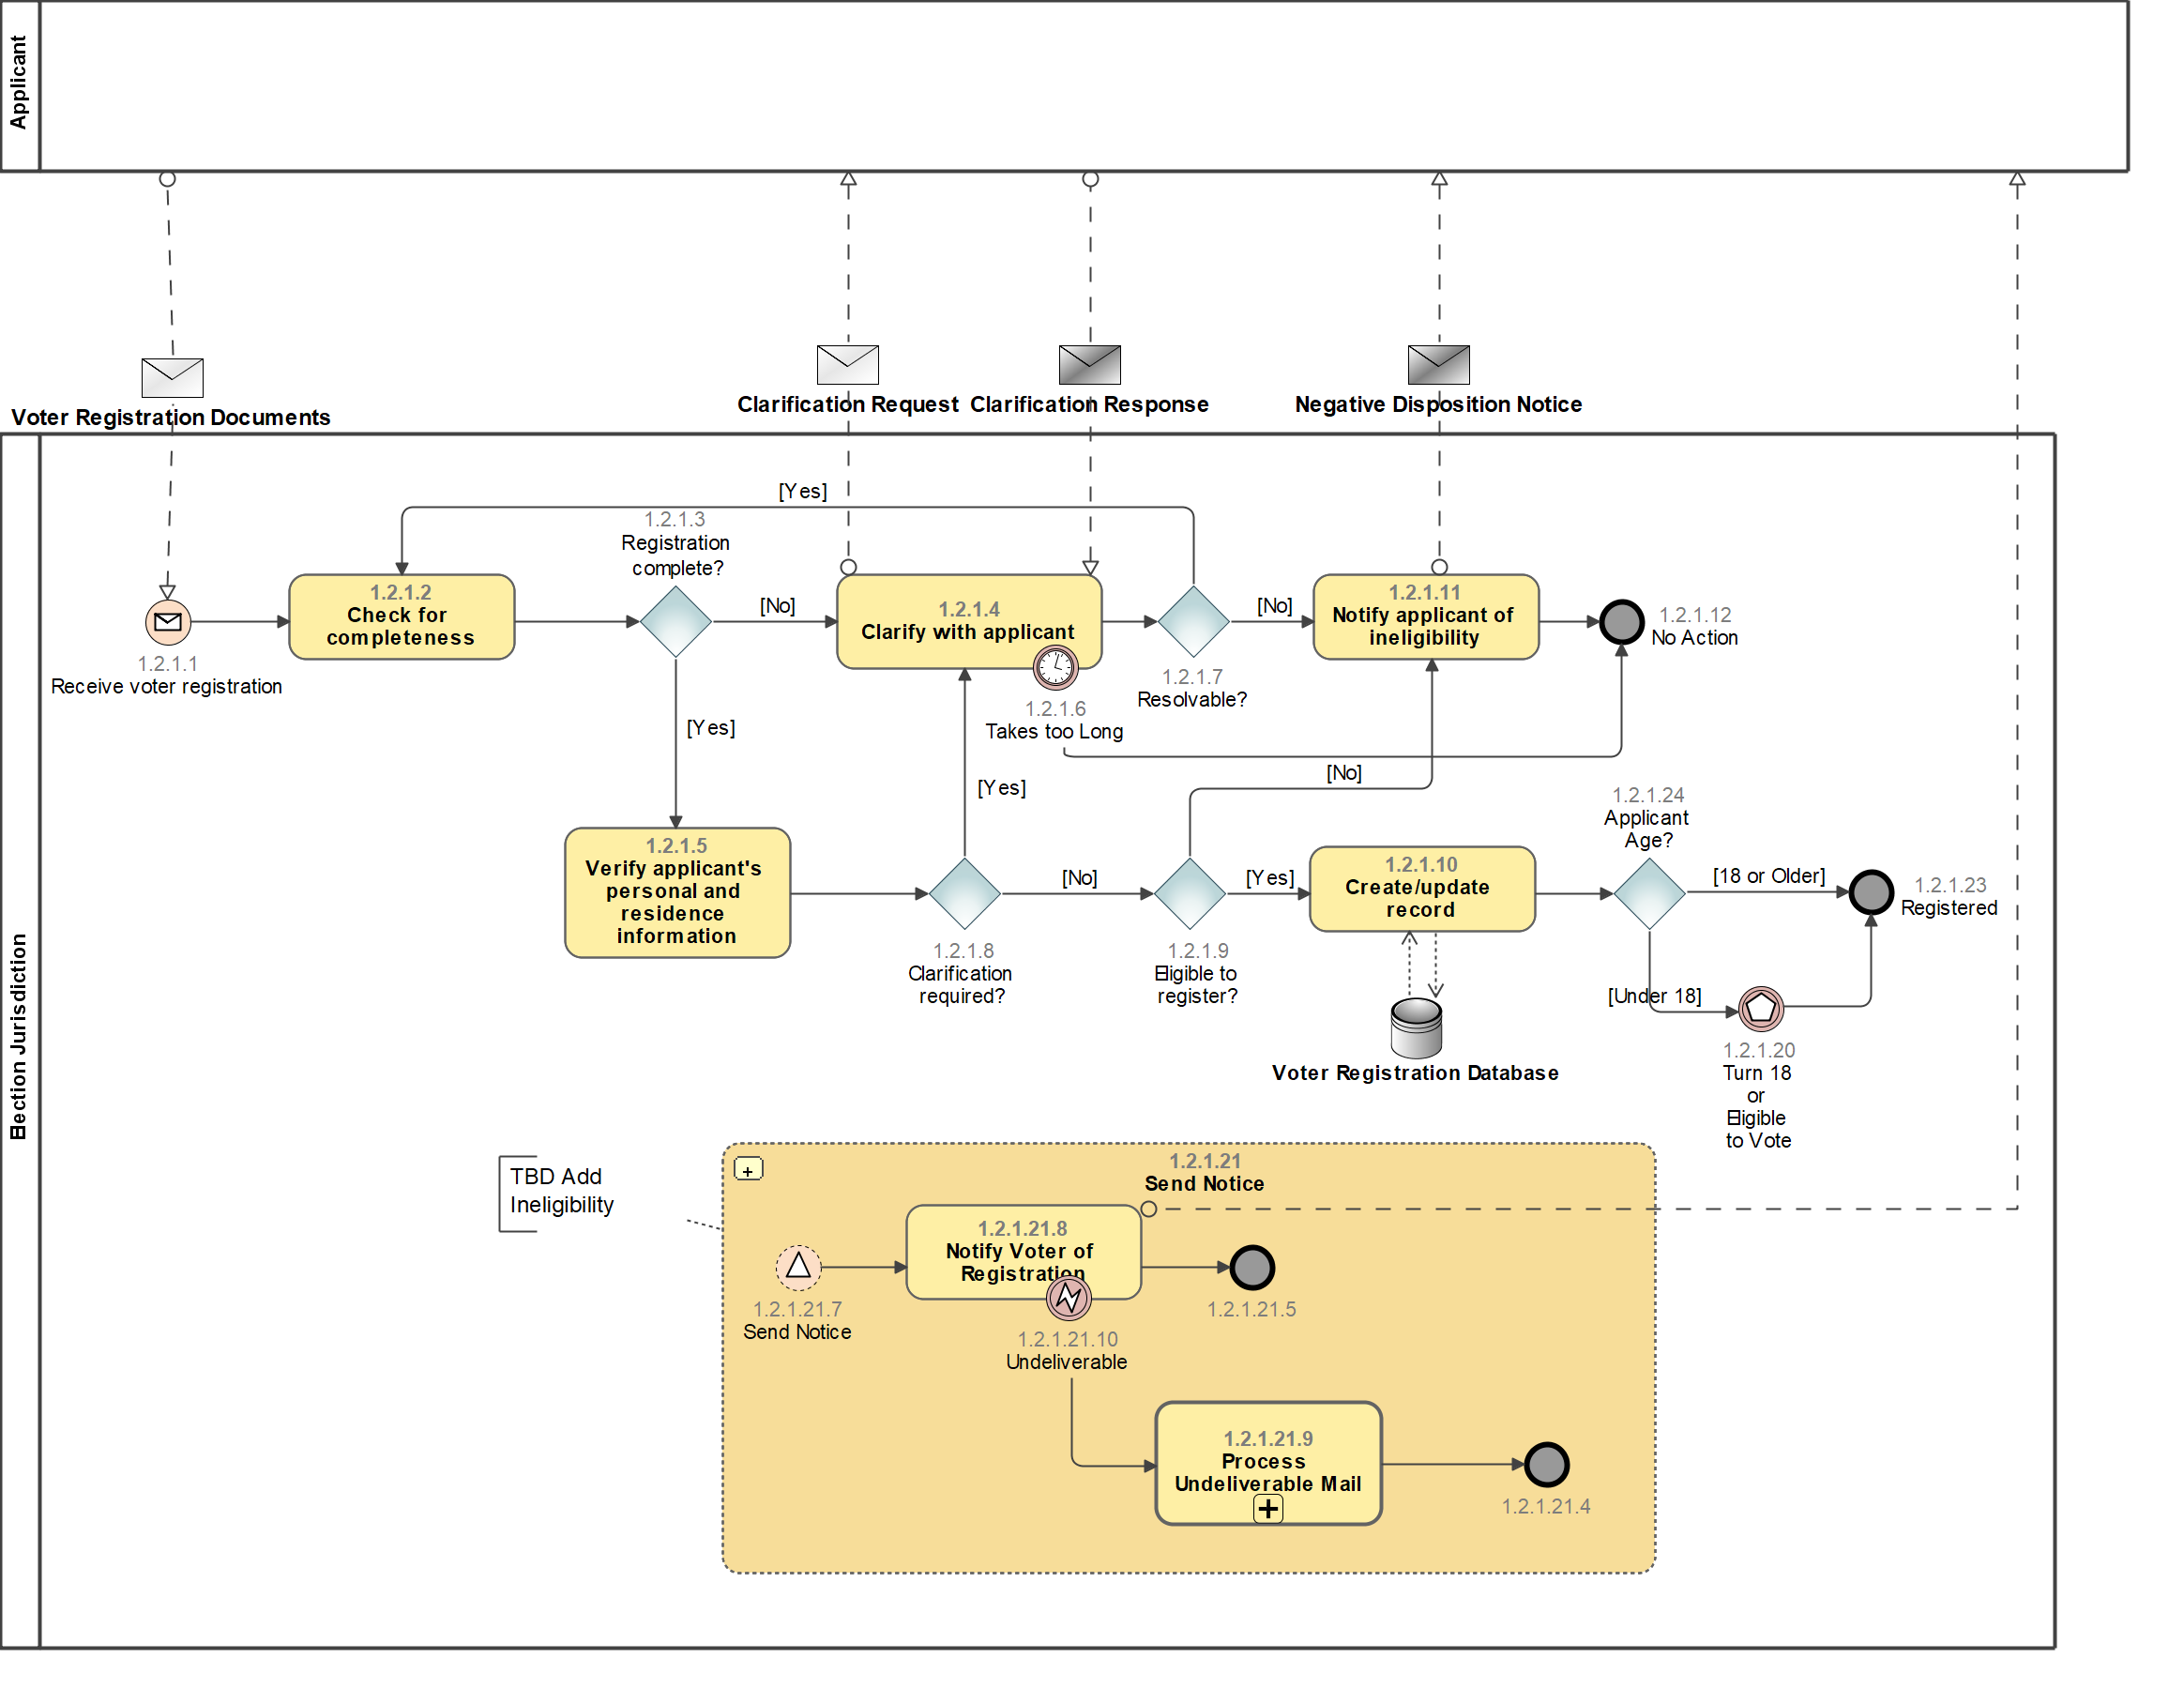 Applicant
Voter Registration Documents
Clarification Request
Clarification Response
Negative Disposition Notice
Election Jurisdiction
[Yes]
1.2.1.3
Registration
complete?
1.2.1.1
Receive voter registration
1.2.1.2
Check for
completeness
[No]
1.2.1.4
Clarify with applicant
1.2.1.6
Takes too Long
1.2.1.7
Resolvable?
[No]
1.2.1.11
Notify applicant of
ineligibility
1.2.1.12
No Action
[Yes]
[Yes]
[No]
1.2.1.5
Verify applicant's
personal and
residence
information
1.2.1.8
Clarification
required?
[No]
1.2.1.9
Eligible to
register?
[Yes]
1.2.1.10
Create/update
record
Voter Registration Database
1.2.1.24
Applicant
Age?
[18 or Older]
1.2.1.23
Registered
[Under 18]
1.2.1.20
Turn 18
or
Eligible
to Vote
TBD Add
Ineligibility
1.2.1.21
Send Notice
1.2.1.21.7
Send Notice
1.2.1.21.8
Notify Voter of
Registration
1.2.1.21.5
1.2.1.21.10
Undeliverable
1.2.1.21.9
Process
Undeliverable Mail
1.2.1.21.4